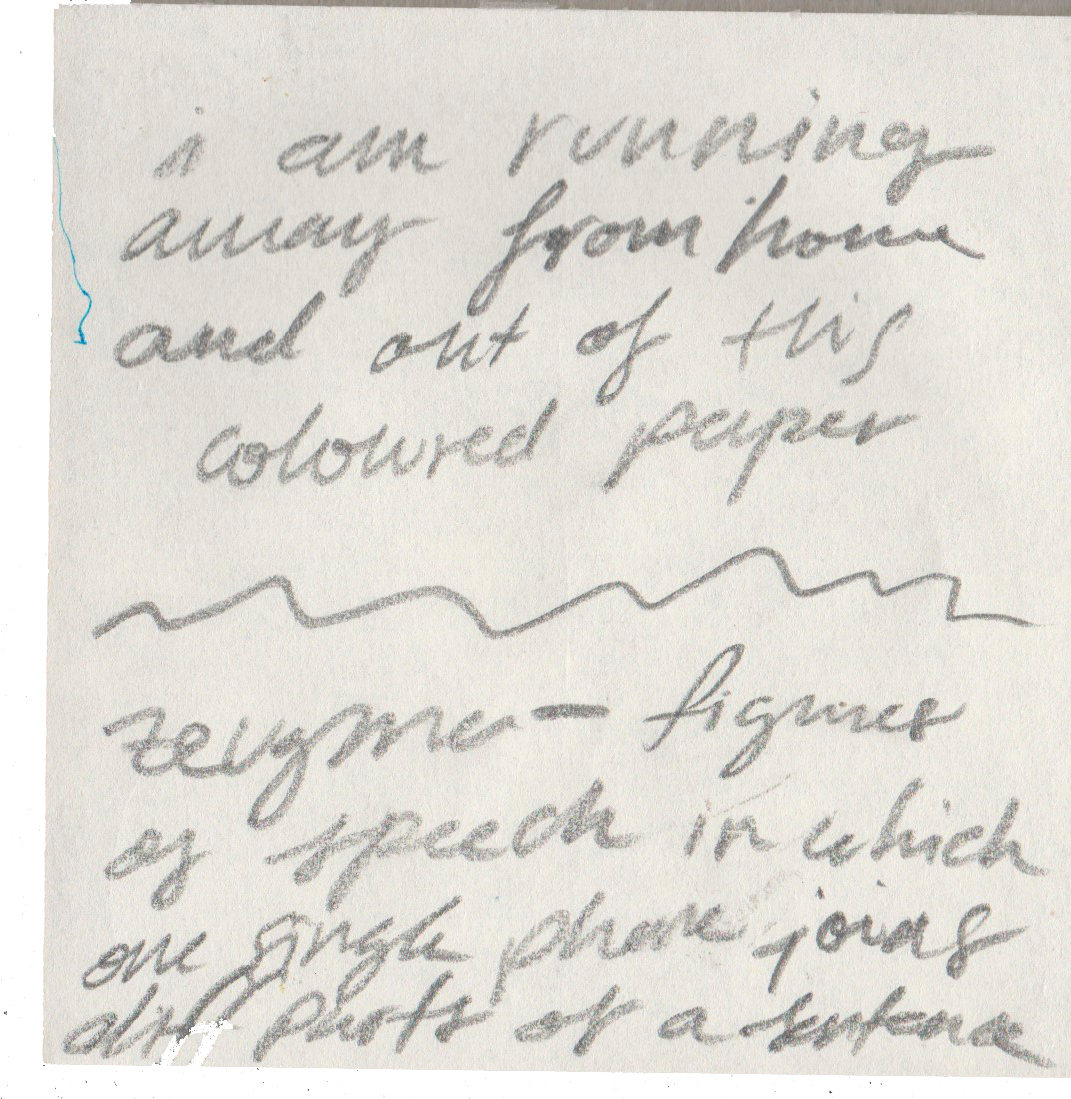 i am running
away from home
and out of this
coloured paper
zeugma — figures
of speech in which
one single phrase joins
diff parts of a sentence